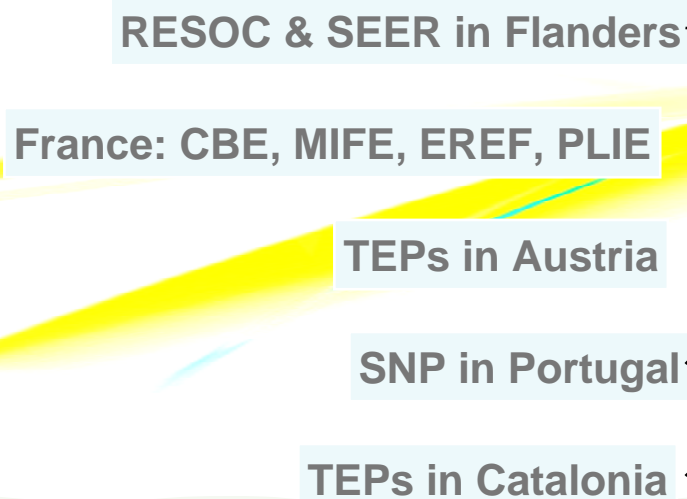 RESOC & SEER in Flanders
France: CBE, MIFE, EREF, PLIE
TEPs in Austria
SNP in Portugal
TEPs in Catalonia